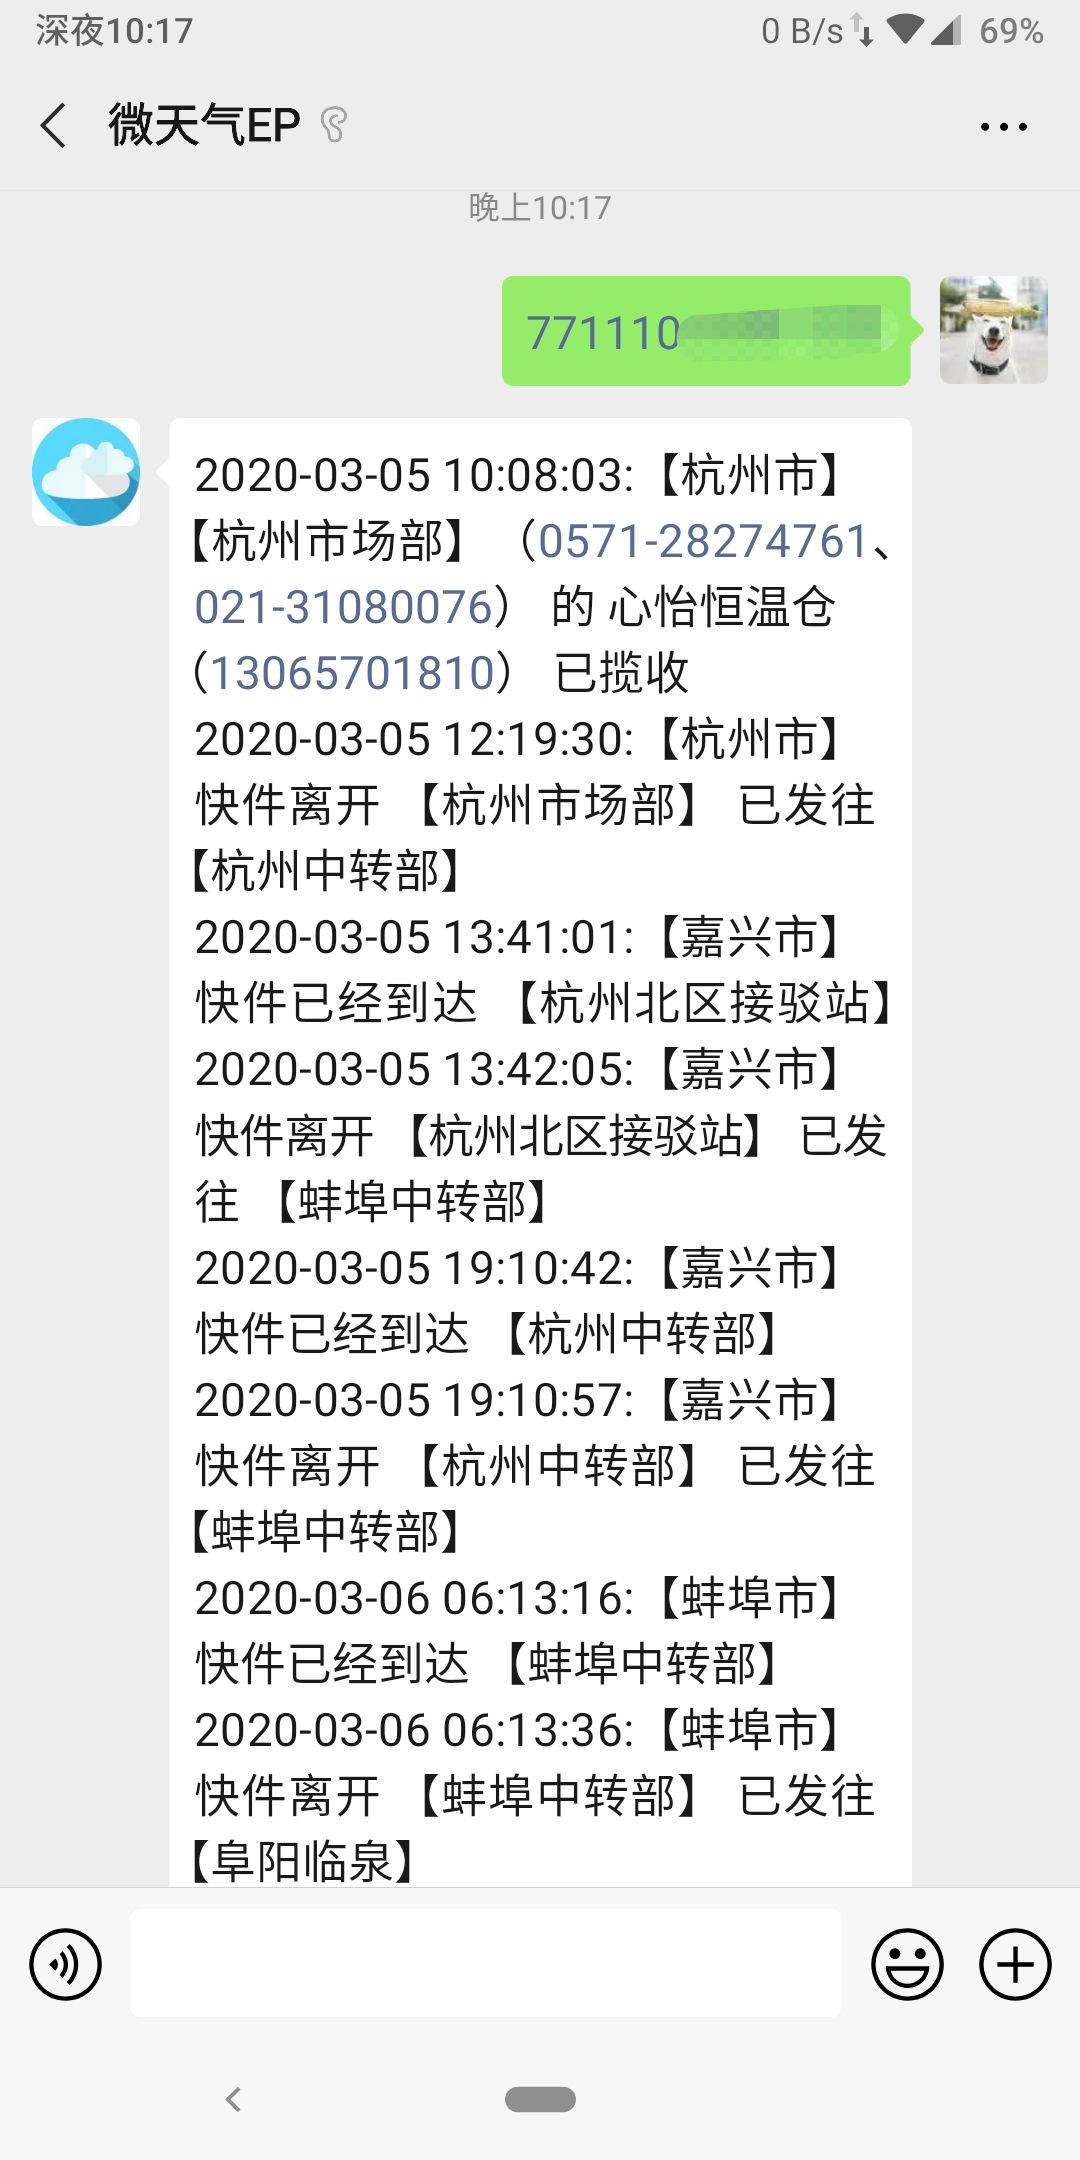 深夜10:17
0 B/s
69%
微天气EP
晚上10:17
771110
2020-03-05 10:08:03:【杭州市】
【杭州市场部】 （0571-28274761、
021-31080076） 的 心怡恒温仓
（13065701810） 已揽收
2020-03-05 12:19:30:【杭州市】
快件离开 【杭州市场部】 已发往
【杭州中转部】
2020-03-05 13:41:01:【嘉兴市】
快件已经到达 【杭州北区接驳站】
2020-03-05 13:42:05:【嘉兴市】
快件离开 【杭州北区接驳站】 已发
往 【蚌埠中转部】
2020-03-05 19:10:42:【嘉兴市】
快件已经到达 【杭州中转部】
2020-03-05 19:10:57:【嘉兴市】
快件离开 【杭州中转部】 已发往
【蚌埠中转部】
2020-03-06 06:13:16:【蚌埠市】
快件已经到达 【蚌埠中转部】
2020-03-06 06:13:36:【蚌埠市】
快件离开 【蚌埠中转部】 已发往
【阜阳临泉】